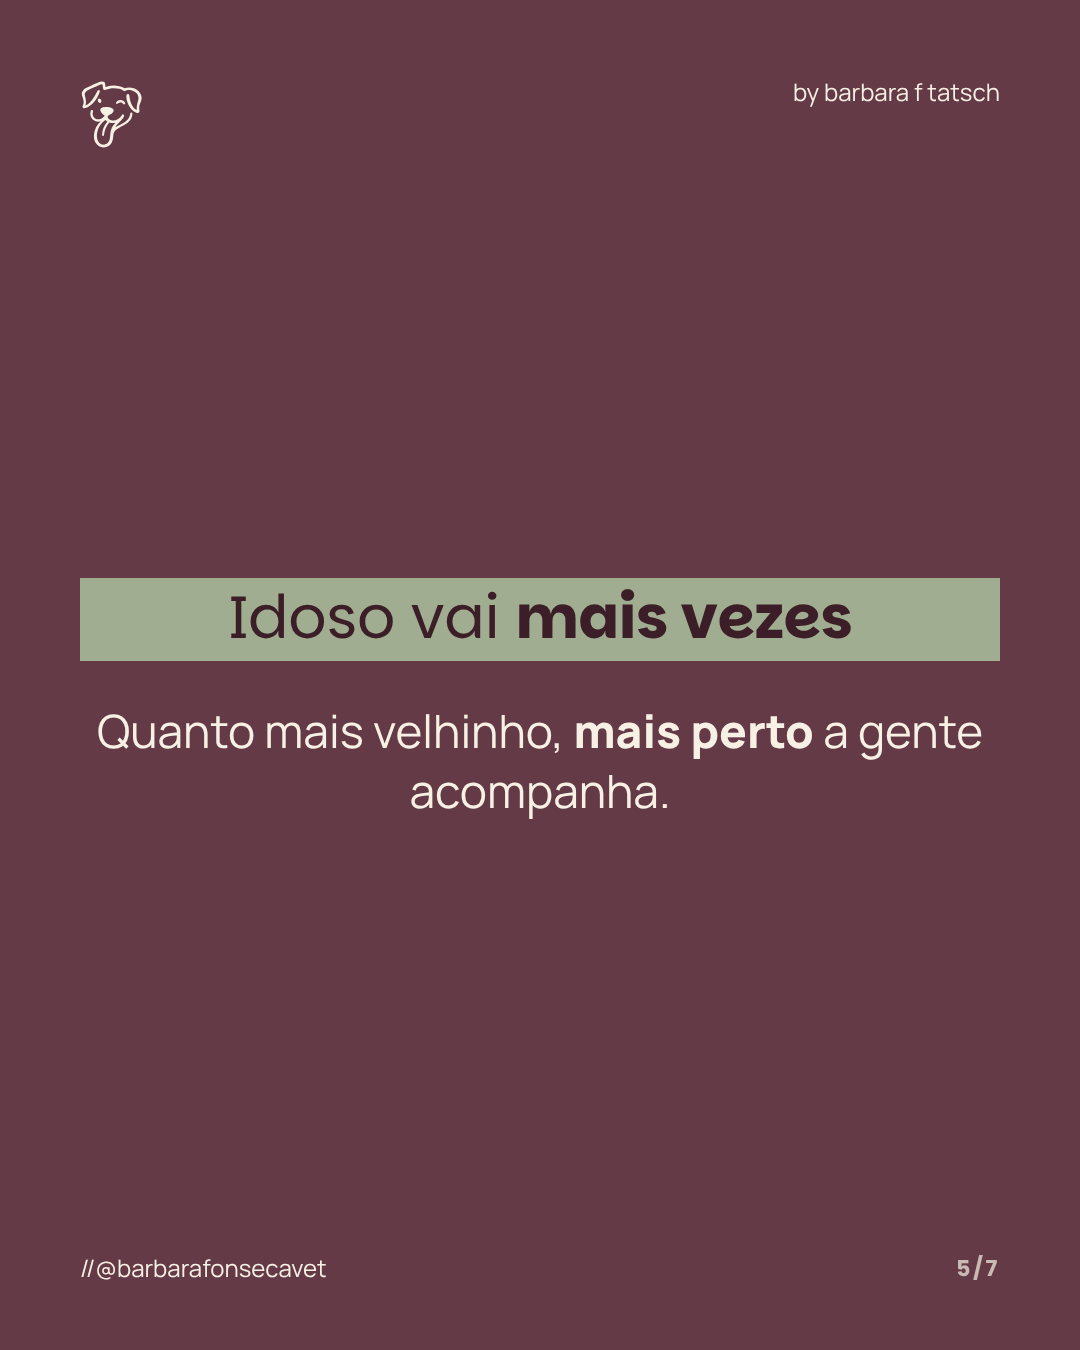 by barbara f tatsch
Idoso vai mais vezes
Quanto mais velhinho, mais perto a gente
acompanha.
//@barbarafonsecavet
5/7